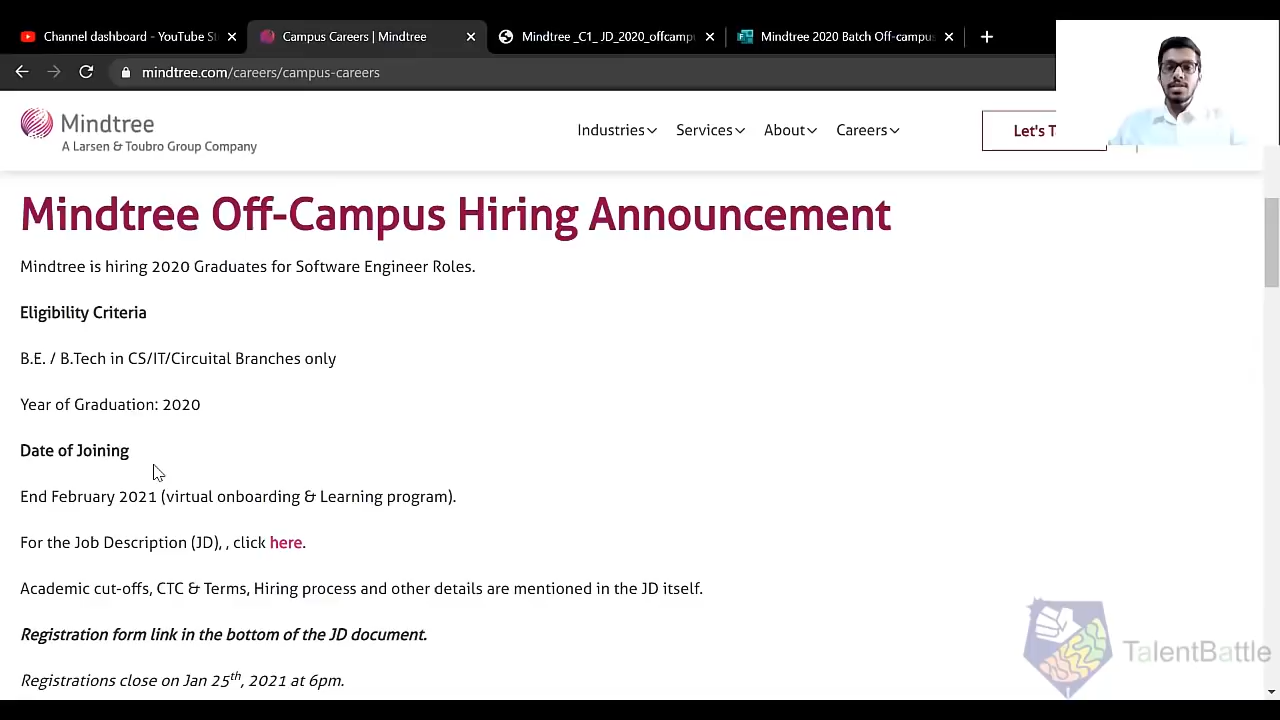 Channel dashboard - YouTube St
Campus Careers | Mindtree
Mindtree _C1_ JD_2020_offcamp
Mindtree 2020 Batch Off-campus
mindtree.com/careers/campus-careers
Mindtree
A Larsen & Toubro Group Company
Industries
Services
About
Careers
Let's T
Mindtree Off-Campus Hiring Announcement
Mindtree is hiring 2020 Graduates for Software Engineer Roles.
Eligibility Criteria
B.E. / B.Tech in CS/IT/Circuital Branches only
Year of Graduation: 2020
Date of Joining
End February 2021 (virtual onboarding & Learning program).
For the Job Description (JD), , click here.
Academic cut-offs, CTC & Terms, Hiring process and other details are mentioned in the JD itself.
Registration form link in the bottom of the JD document.
Registrations close on Jan 25th, 2021 at 6pm.
TalentBattle